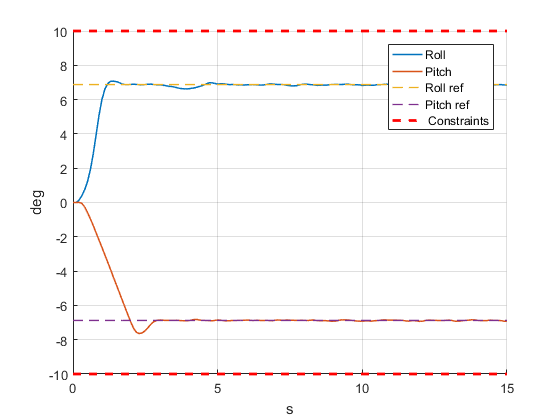 10
8
6
4
2
0
-2
-4
-6
-8
-10
deg
0
5
10
15
s
Roll
Pitch
Roll ref
Pitch ref
Constraints